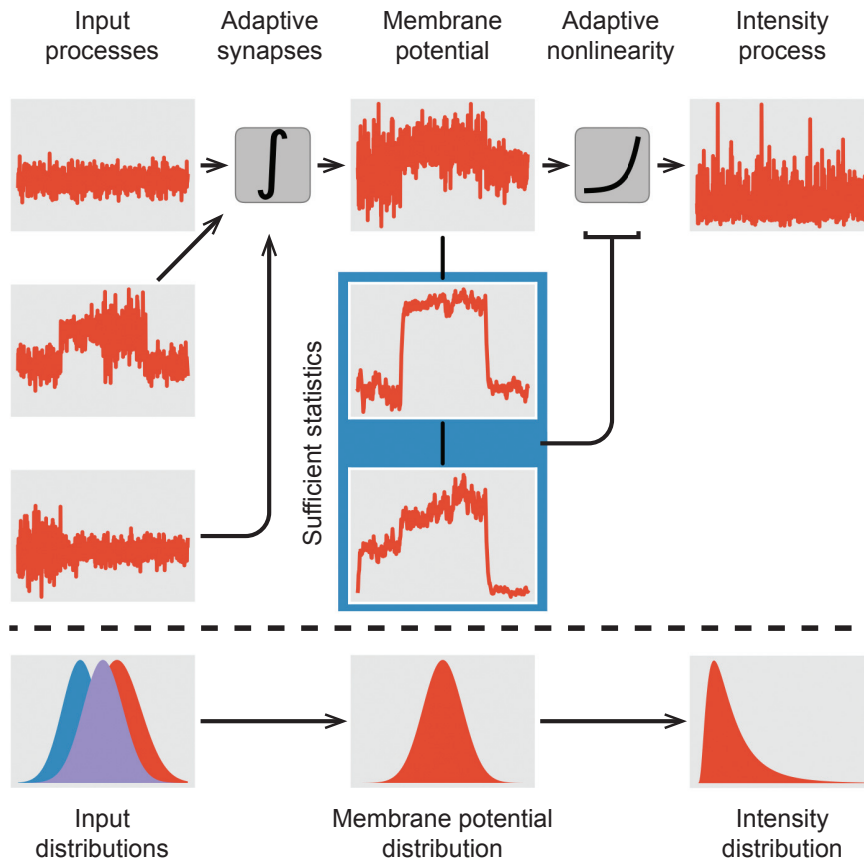 Input
processes
Adaptive
synapses
Membrane
potential
Adaptive
nonlinearity
Intensity
process
Sufficient statistics
Input
distributions
Membrane potential
distribution
Intensity
distribution